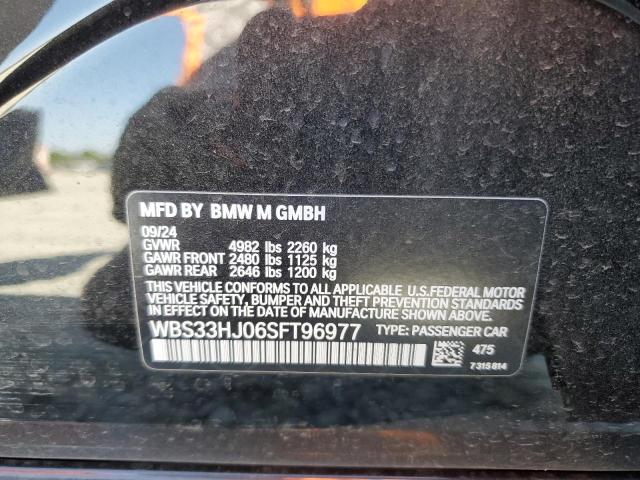 MFD BY BMW M GMBH
09/24
GVWR 4982 lbs 2260 kg
GAWR FRONT 2480 lbs 1125 kg
GAWR REAR 2646 lbs 1200 kg
THIS VEHICLE CONFORMS TO ALL APPLICABLE U.S.FEDERAL MOTOR
VEHICLE SAFETY, BUMPER AND THEFT PREVENTION STANDARDS
IN EFFECT ON THE DATE OF MANUFACTURE SHOWN ABOVE.
WBS33HJ06SFT96977 TYPE: PASSENGER CAR
475
7315814